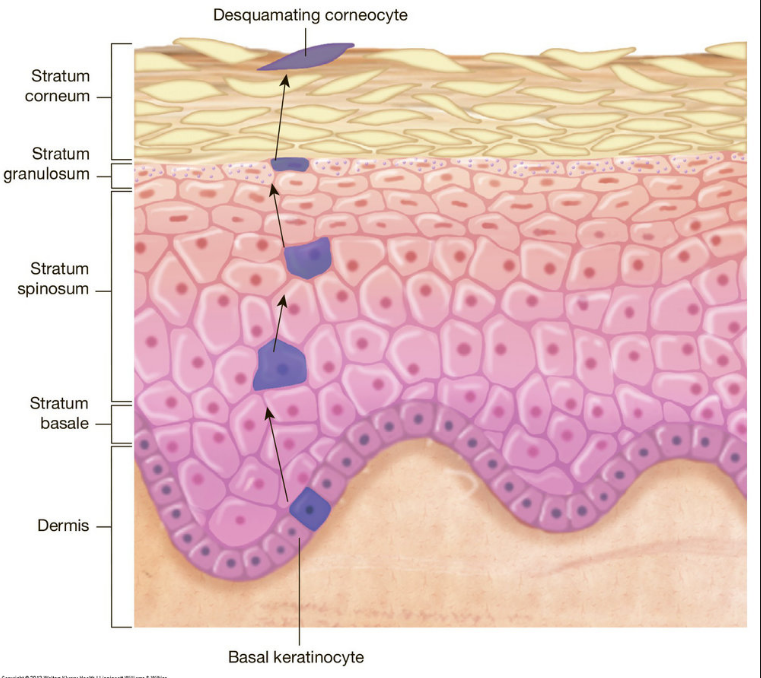 Desquamating corneocyte
Stratum
corneum
Stratum
granulosum
Stratum
spinosum
Stratum
basale
Dermis
Basal keratinocyte